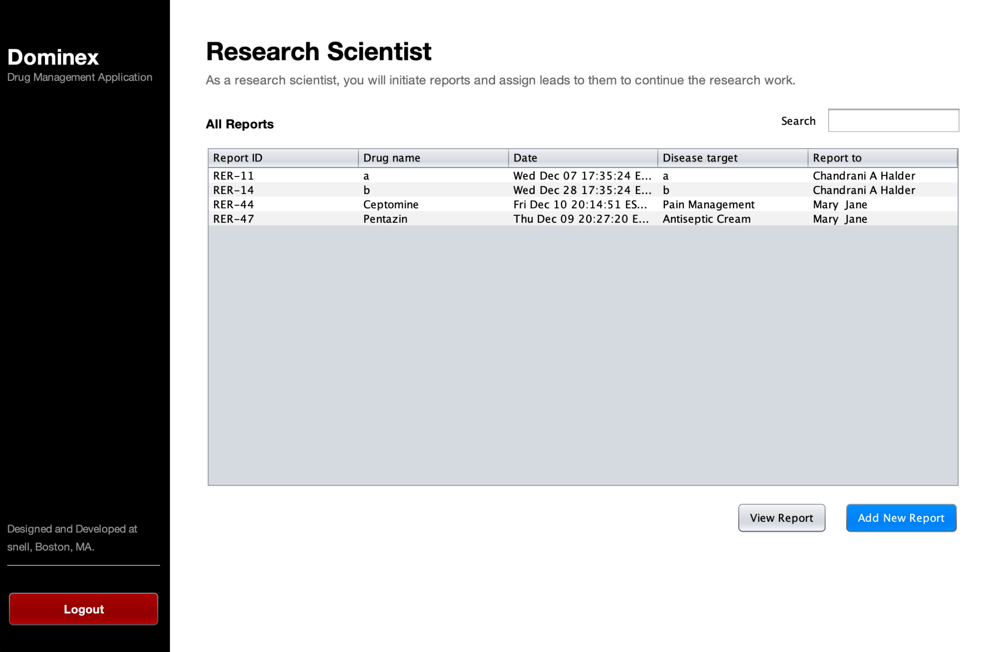 Dominex
Drug Management Application
Research Scientist
As a research scientist, you will initiate reports and assign leads to them to continue the research work.
All Reports
Search
Report ID Drug name Date Disease target Report to
RER-11 a Wed Dec 07 17:35:24 E... a Chandrani A Halder
RER-14 b Wed Dec 28 17:35:24 E... b Chandrani A Halder
RER-44 Ceptomine Fri Dec 10 20:14:51 ES... Pain Management Mary Jane
RER-47 Pentazin Thu Dec 09 20:27:20 E... Antiseptic Cream Mary Jane
View Report Add New Report
Designed and Developed at
snell, Boston, MA.
Logout